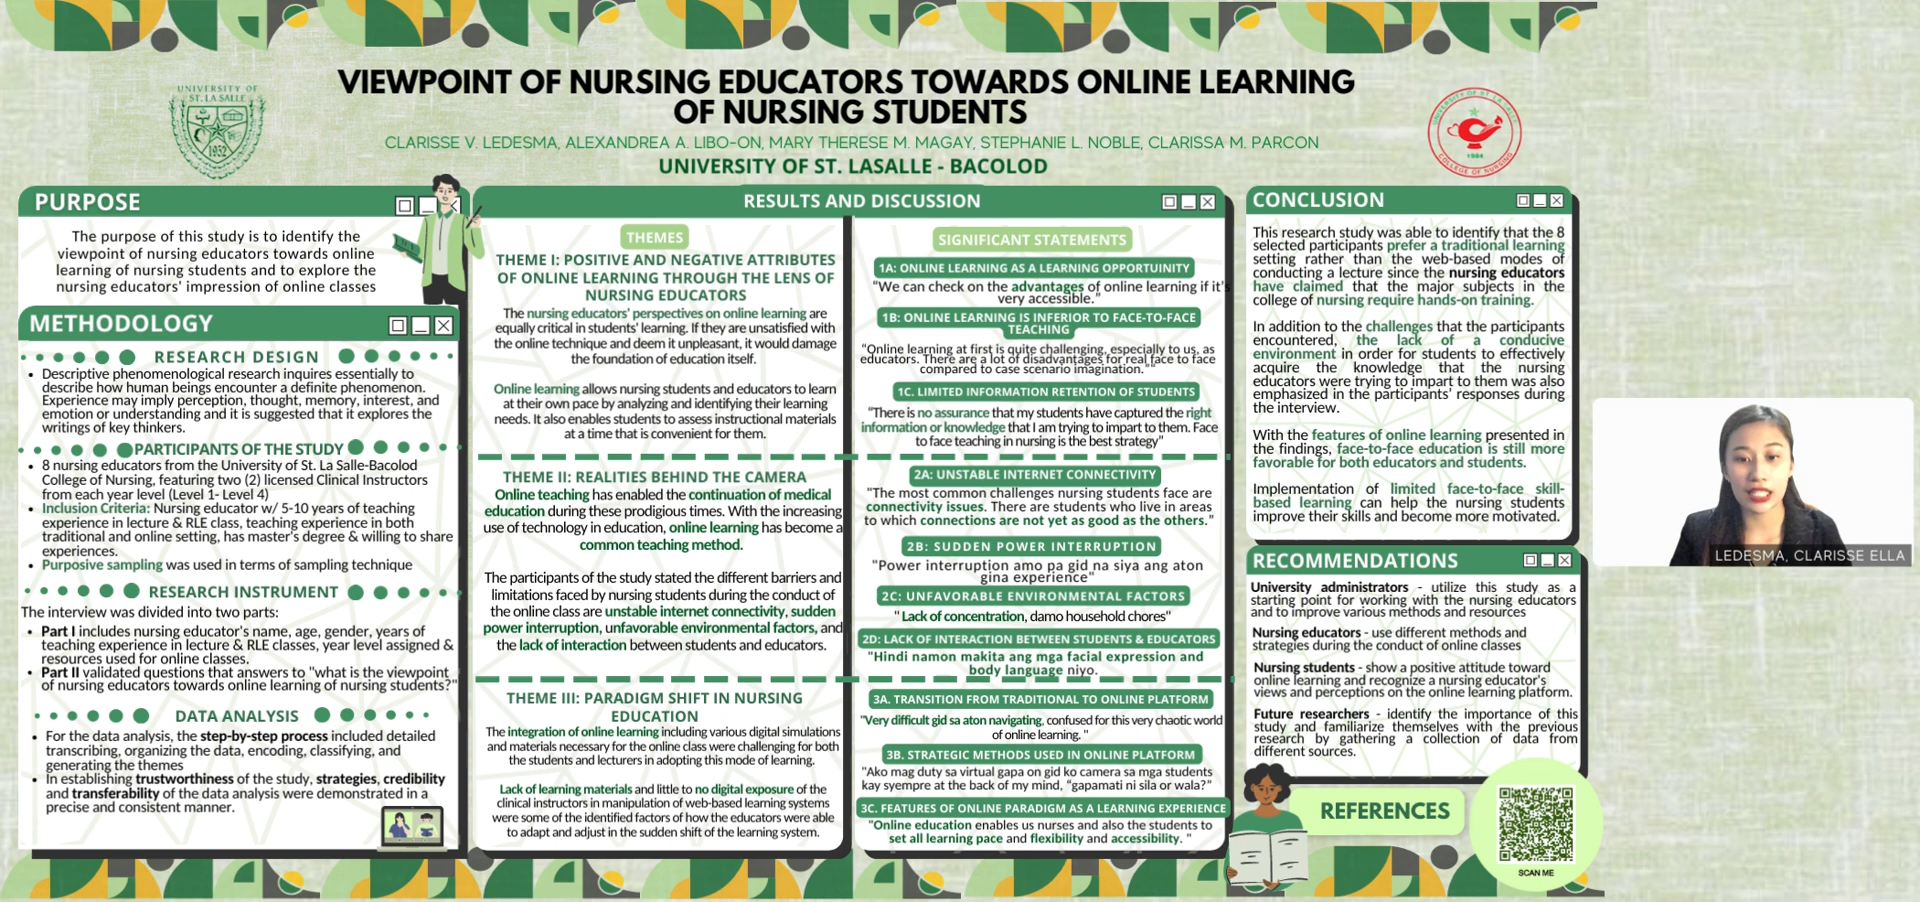 VIEWPOINT OF NURSING EDUCATORS TOWARDS ONLINE LEARNING
OF NURSING STUDENTS
CLARISSE V. LEDESMA, ALEXANDREA A. LIBO-ON, MARY THERESE M. MAGAY, STEPHANIE L. NOBLE, CLARISSA M. PARCON
UNIVERSITY OF ST. LASALLE - BACOLOD
UNIVERSITY OF
ST. LA SALLE
1952
UNIVERSITY OF ST. LA SALLE
1984
COLLEGE OF NURSING
PURPOSE
The purpose of this study is to identify the
viewpoint of nursing educators towards online
learning of nursing students and to explore the
nursing educators' impression of online classes
METHODOLOGY
RESEARCH DESIGN
• Descriptive phenomenological research inquires essentially to
describe how human beings encounter a definite phenomenon.
Experience may imply perception, thought, memory, interest, and
emotion or understanding and it is suggested that it explores the
writings of key thinkers.
PARTICIPANTS OF THE STUDY
• 8 nursing educators from the University of St. La Salle-Bacolod
College of Nursing, featuring two (2) licensed Clinical Instructors
from each year level (Level 1- Level 4)
• Inclusion Criteria: Nursing educator w/ 5-10 years of teaching
experience in lecture & RLE class, teaching experience in both
traditional and online setting, has master's degree & willing to share
experiences.
• Purposive sampling was used in terms of sampling technique
RESEARCH INSTRUMENT
The interview was divided into two parts:
• Part I includes nursing educator's name, age, gender, years of
teaching experience in lecture & RLE classes, year level assigned &
resources used for online classes.
• Part II validated questions that answers to "what is the viewpoint
of nursing educators towards online learning of nursing students?"
DATA ANALYSIS
• For the data analysis, the step-by-step process included detailed
transcribing, organizing the data, encoding, classifying, and
generating the themes
• In establishing trustworthiness of the study, strategies, credibility
and transferability of the data analysis were demonstrated in a
precise and consistent manner.
RESULTS AND DISCUSSION
THEMES
THEME I: POSITIVE AND NEGATIVE ATTRIBUTES
OF ONLINE LEARNING THROUGH THE LENS OF
NURSING EDUCATORS
The nursing educators' perspectives on online learning are
equally critical in students' learning. If they are unsatisfied with
the online technique and deem it unpleasant, it would damage
the foundation of education itself.
Online learning allows nursing students and educators to learn
at their own pace by analyzing and identifying their learning
needs. It also enables students to assess instructional materials
at a time that is convenient for them.
THEME II: REALITIES BEHIND THE CAMERA
Online teaching has enabled the continuation of medical
education during these prodigious times. With the increasing
use of technology in education, online learning has become a
common teaching method.
The participants of the study stated the different barriers and
limitations faced by nursing students during the conduct of
the online class are unstable internet connectivity, sudden
power interruption, unfavorable environmental factors, and
the lack of interaction between students and educators.
THEME III: PARADIGM SHIFT IN NURSING
EDUCATION
The integration of online learning including various digital simulations
and materials necessary for the online class were challenging for both
the students and lecturers in adopting this mode of learning.
Lack of learning materials and little to no digital exposure of the
clinical instructors in manipulation of web-based learning systems
were some of the identified factors of how the educators were able
to adapt and adjust in the sudden shift of the learning system.
SIGNIFICANT STATEMENTS
1A: ONLINE LEARNING AS A LEARNING OPPORTUINITY
"We can check on the advantages of online learning if it's
very accessible."
1B: ONLINE LEARNING IS INFERIOR TO FACE-TO-FACE
TEACHING
"Online learning at first is quite challenging, especially to us, as
educators. There are a lot of disadvantages for real face to face
compared to case scenario imagination.""
1C. LIMITED INFORMATION RETENTION OF STUDENTS
"There is no assurance that my students have captured the right
information or knowledge that I am trying to impart to them. Face
to face teaching in nursing is the best strategy"
2A: UNSTABLE INTERNET CONNECTIVITY
"The most common challenges nursing students face are
connectivity issues. There are students who live in areas
to which connections are not yet as good as the others."
2B: SUDDEN POWER INTERRUPTION
"Power interruption amo pa gid na siya ang aton
gina experience"
2C: UNFAVORABLE ENVIRONMENTAL FACTORS
"Lack of concentration, damo household chores"
2D: LACK OF INTERACTION BETWEEN STUDENTS & EDUCATORS
"Hindi namon makita ang mga facial expression and
body language niyo.
3A. TRANSITION FROM TRADITIONAL TO ONLINE PLATFORM
"Very difficult gid sa aton navigating, confused for this very chaotic world
of online learning. "
3B. STRATEGIC METHODS USED IN ONLINE PLATFORM
"Ako mag duty sa virtual gapa on gid ko camera sa mga students
kay syempre at the back of my mind, "gapamati ni sila or wala?"
3C. FEATURES OF ONLINE PARADIGM AS A LEARNING EXPERIENCE
"Online education enables us nurses and also the students to
set all learning pace and flexibility and accessibility. "
CONCLUSION
This research study was able to identify that the 8
selected participants prefer a traditional learning
setting rather than the web-based modes of
conducting a lecture since the nursing educators
have claimed that the major subjects in the
college of nursing require hands-on training.
In addition to the challenges that the participants
encountered, the lack of a conducive
environment in order for students to effectively
acquire the knowledge that the nursing
educators were trying to impart to them was also
emphasized in the participants' responses during
the interview.
With the features of online learning presented in
the findings, face-to-face education is still more
favorable for both educators and students.
Implementation of limited face-to-face skill-
based learning can help the nursing students
improve their skills and become more motivated.
RECOMMENDATIONS
University administrators - utilize this study as a
starting point for working with the nursing educators
and to improve various methods and resources
Nursing educators - use different methods and
strategies during the conduct of online classes
Nursing students - show a positive attitude toward
online learning and recognize a nursing educator's
views and perceptions on the online learning platform.
Future researchers - identify the importance of this
study and familiarize themselves with the previous
research by gathering a collection of data from
different sources.
REFERENCES
SCAN ME
LEDESMA, CLARISSE ELLA